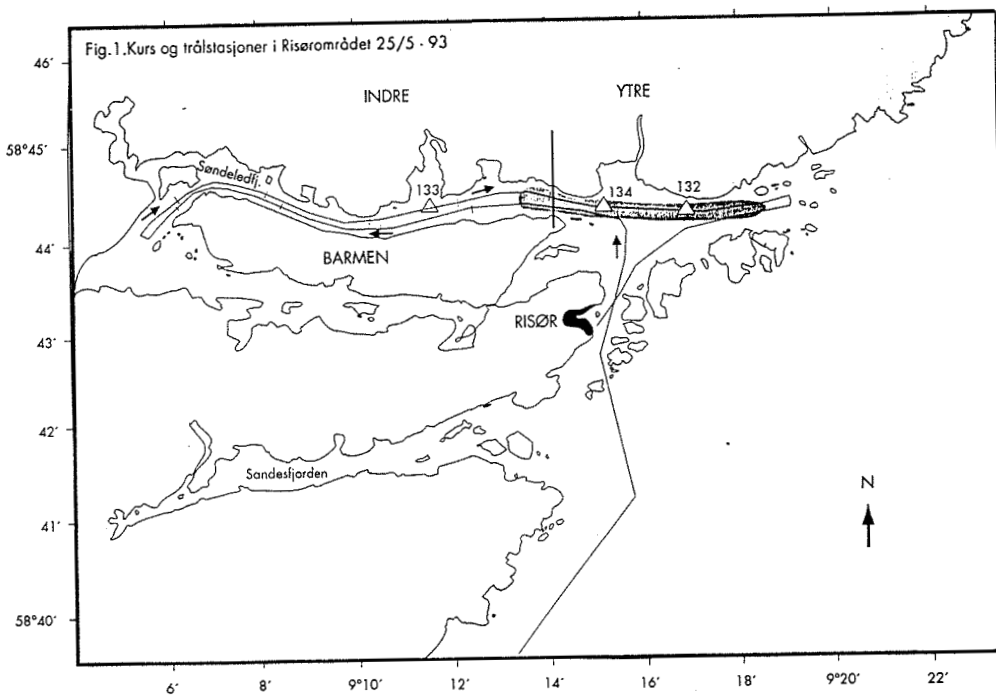 Fig.1.Kurs og trålstasjoner i Risørområdet 25/5 - 93
46´
INDRE
YTRE
58°45´
Søndeledfj.
133
134
132
44´
BARMEN
RISØR
43´
42´
Sandesfjorden
N
41´
58°40´
6´ 8´ 9°10´ 12´ 14´ 16´ 18´ 9°20´ 22´